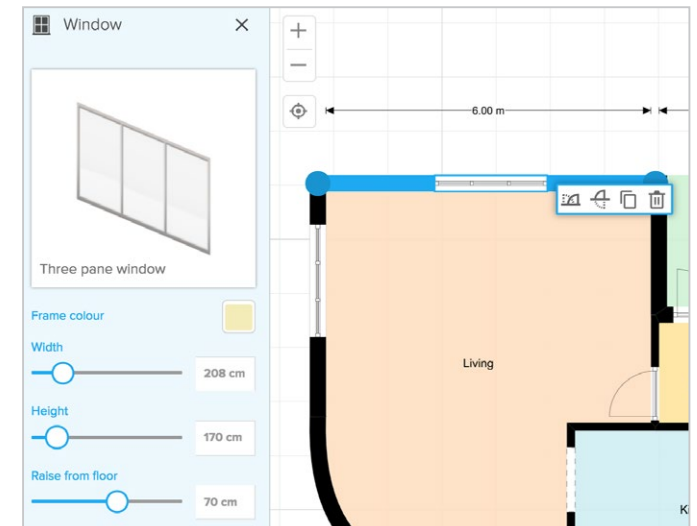 Window
Three pane window
Frame colour
Width
208 cm
Height
170 cm
Raise from floor
70 cm
6.00 m
Living
K